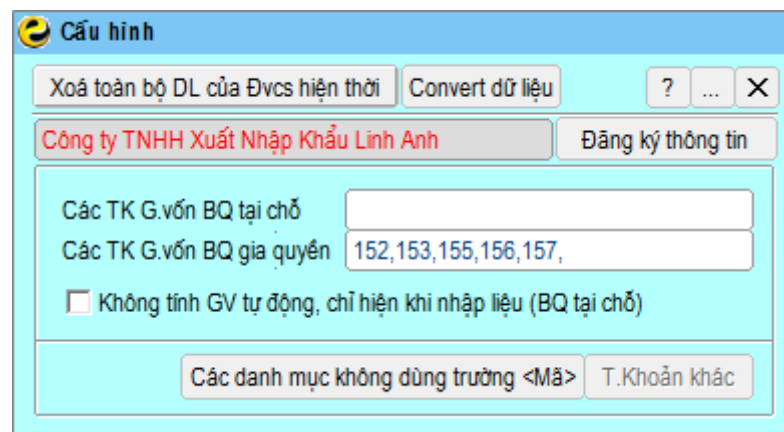 Cấu hình
Xoá toàn bộ DL của Đvcs hiện thời Convert dữ liệu ? ... X
Công ty TNHH Xuất Nhập Khẩu Linh Anh Đăng ký thông tin
Các TK G.vốn BQ tại chỗ
Các TK G.vốn BQ gia quyền 152,153,155,156,157,
Không tính GV tự động, chỉ hiện khi nhập liệu (BQ tại chỗ)
Các danh mục không dùng trường <Mã> T.Khoản khác